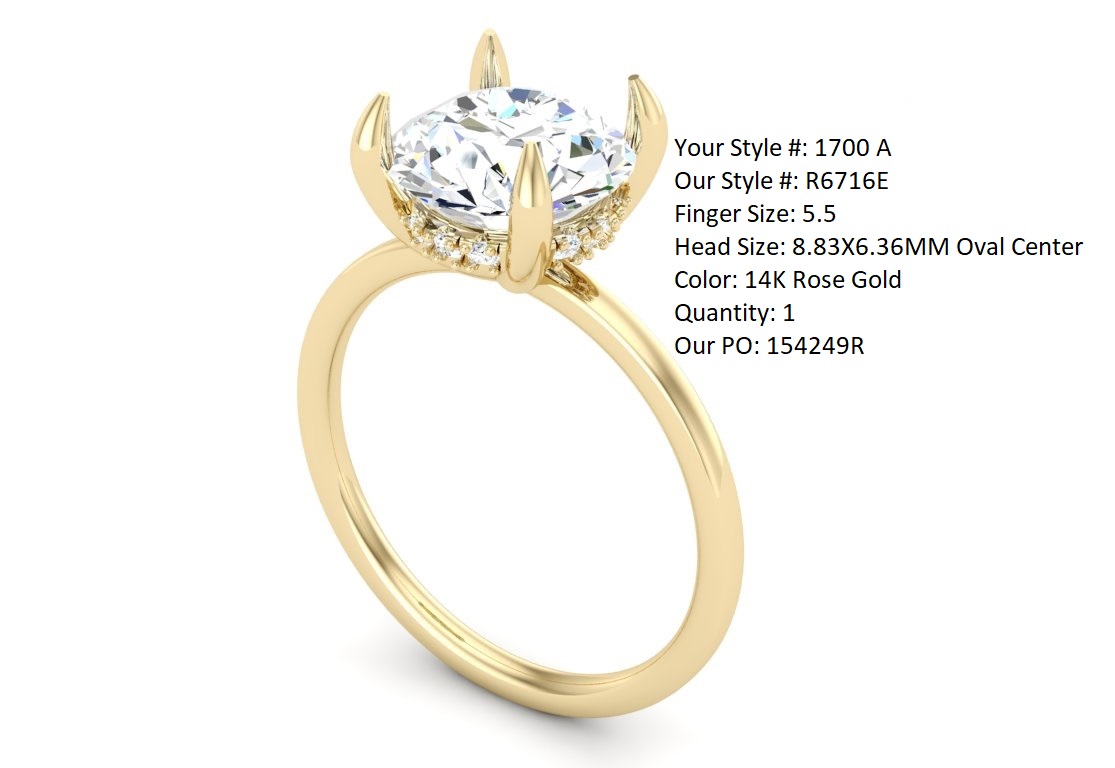 Your Style #: 1700 A
Our Style #: R6716E
Finger Size: 5.5
Head Size: 8.83X6.36MM Oval Center
Color: 14K Rose Gold
Quantity: 1
Our PO: 154249R